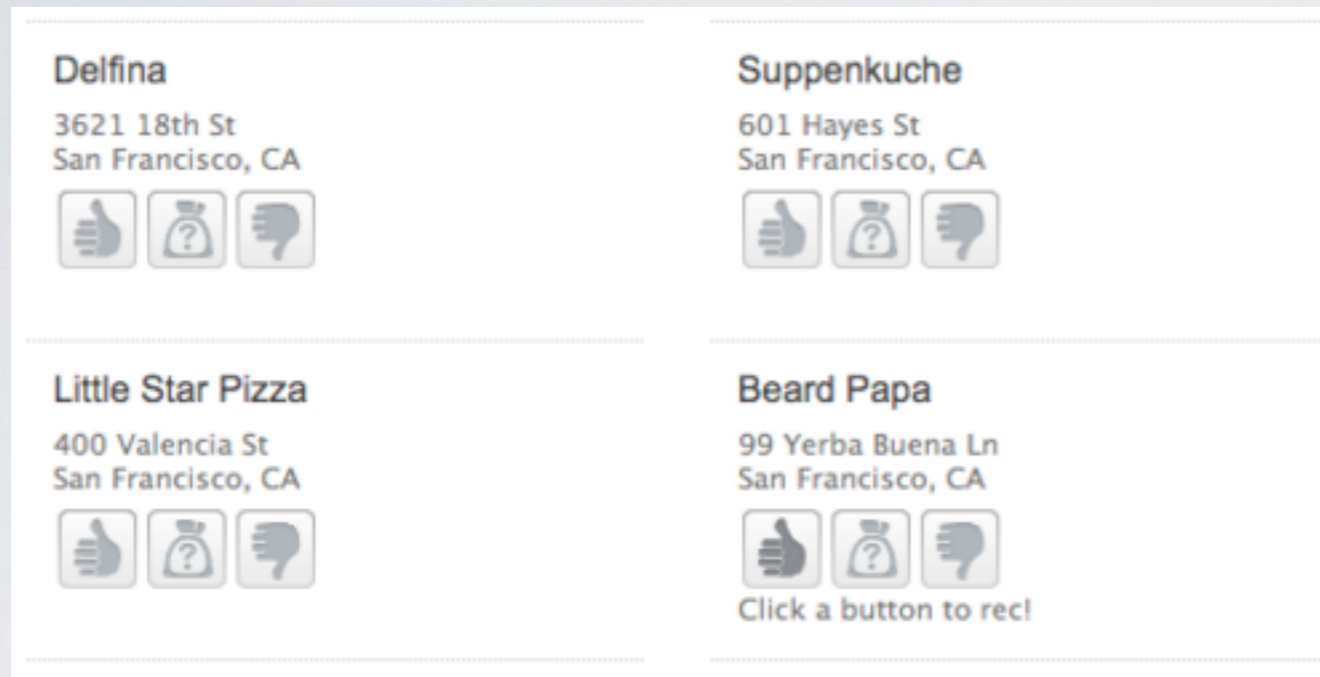 Delfina
3621 18th St
San Francisco, CA
?
Suppenkuche
601 Hayes St
San Francisco, CA
?
Little Star Pizza
400 Valencia St
San Francisco, CA
?
Beard Papa
99 Yerba Buena Ln
San Francisco, CA
?
Click a button to rec!